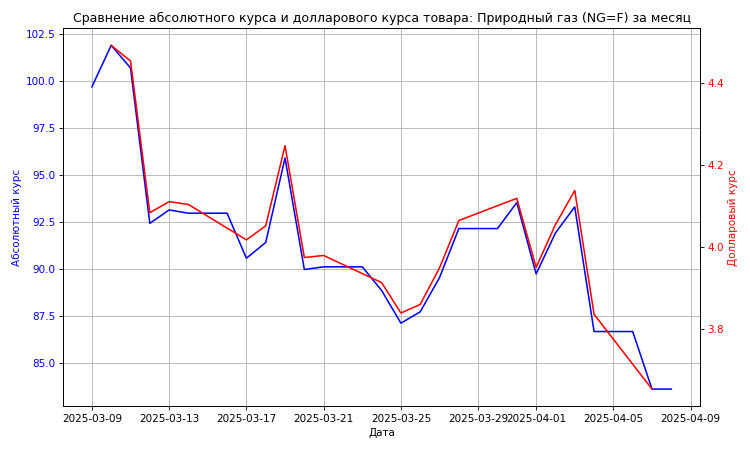 Сравнение абсолютного курса и долларового курса товара: Природный газ (NG=F) за месяц
102.5
100.0
97.5
95.0
92.5
90.0
87.5
85.0
Абсолютный курс
4.4
4.2
4.0
3.8
Долларовый курс
2025-03-09 2025-03-13 2025-03-17 2025-03-21 2025-03-25 2025-03-29 2025-04-01 2025-04-05 2025-04-09
Дата